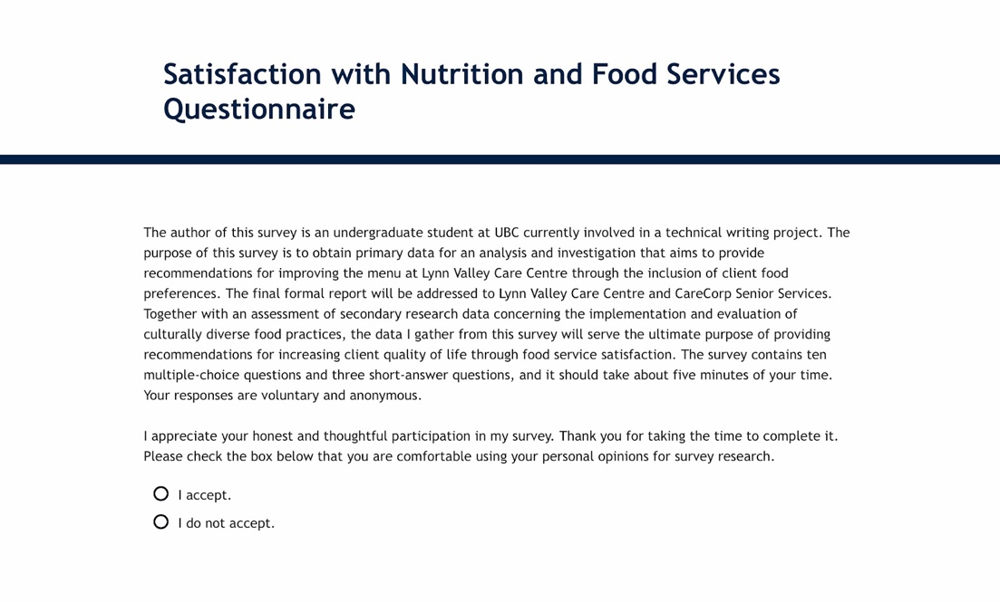 Satisfaction with Nutrition and Food Services
Questionnaire
The author of this survey is an undergraduate student at UBC currently involved in a technical writing project. The
purpose of this survey is to obtain primary data for an analysis and investigation that aims to provide
recommendations for improving the menu at Lynn Valley Care Centre through the inclusion of client food
preferences. The final formal report will be addressed to Lynn Valley Care Centre and CareCorp Senior Services.
Together with an assessment of secondary research data concerning the implementation and evaluation of
culturally diverse food practices, the data I gather from this survey will serve the ultimate purpose of providing
recommendations for increasing client quality of life through food service satisfaction. The survey contains ten
multiple-choice questions and three short-answer questions, and it should take about five minutes of your time.
Your responses are voluntary and anonymous.
I appreciate your honest and thoughtful participation in my survey. Thank you for taking the time to complete it.
Please check the box below that you are comfortable using your personal opinions for survey research.
I accept.
I do not accept.